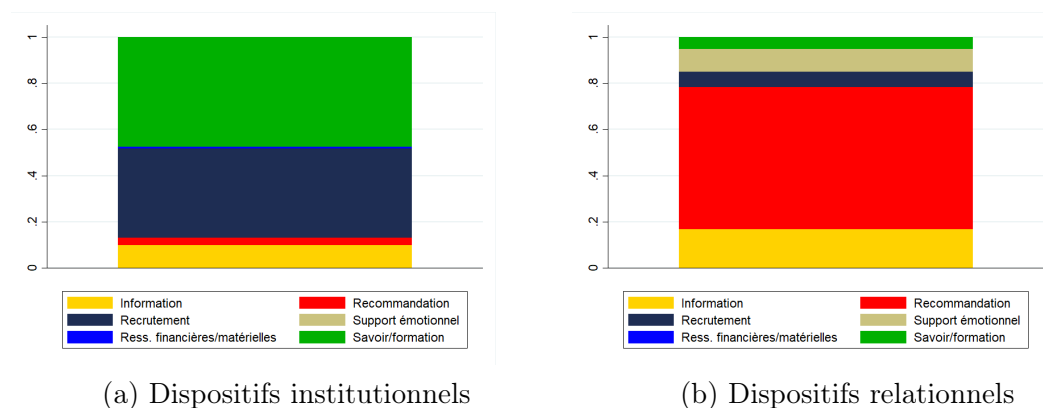 1
.8
.6
.4
.2
0
Information Recommandation
Recrutement Support émotionnel
Ress. financières/matérielles Savoir/formation
(a) Dispositifs institutionnels
1
.8
.6
.4
.2
0
Information Recommandation
Recrutement Support émotionnel
Ress. financières/matérielles Savoir/formation
(b) Dispositifs relationnels